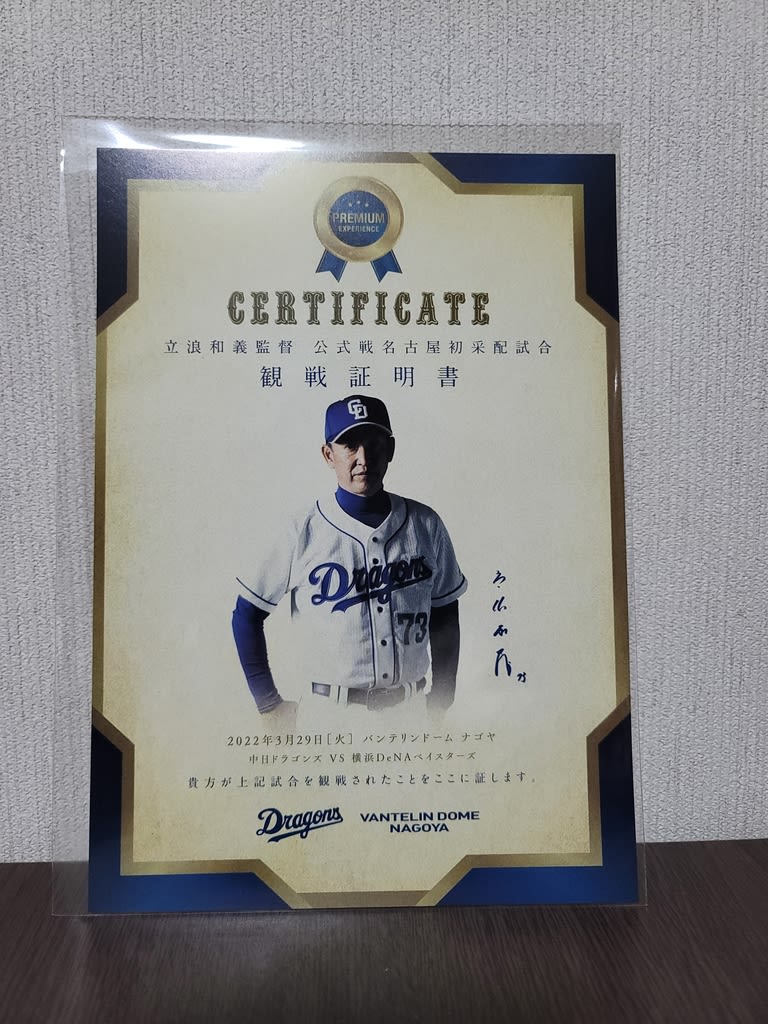 PREMIUM
EXPERIENCE
CERTIFICATE
立浪和義監督 公式戦名古屋初采配試合
観戦証明書
CD
Dragons
73
2022年3月29日[火] バンテリンドーム ナゴヤ
中日ドラゴンズ VS 横浜DeNAベイスターズ
貴方が上記試合を観戦されたことをここに証します。
Dragons
VANTELIN DOME
NAGOYA